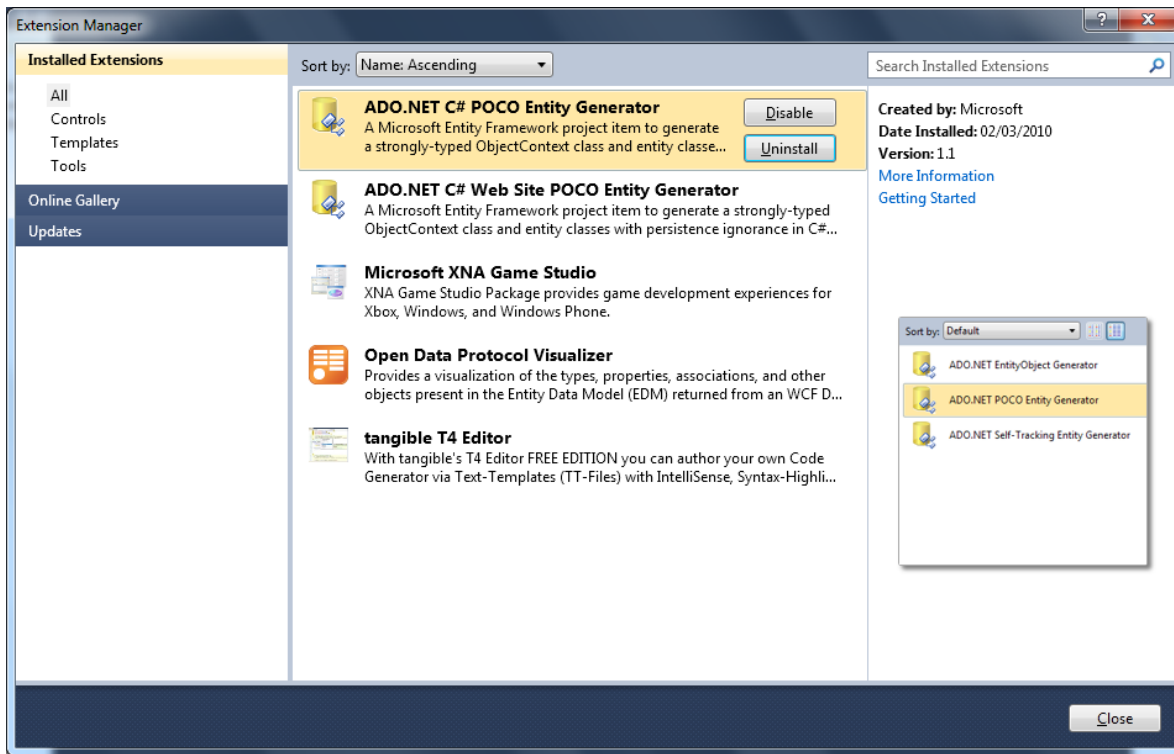 Extension Manager
Installed Extensions
All
Controls
Templates
Tools
Online Gallery
Updates
Sort by: Name: Ascending
ADO.NET C# POCO Entity Generator
A Microsoft Entity Framework project item to generate
a strongly-typed ObjectContext class and entity classe...
Disable
Uninstall
ADO.NET C# Web Site POCO Entity Generator
A Microsoft Entity Framework project item to generate a strongly-typed
ObjectContext class and entity classes with persistence ignorance in C#...
Microsoft XNA Game Studio
XNA Game Studio Package provides game development experiences for
Xbox, Windows, and Windows Phone.
Open Data Protocol Visualizer
Provides a visualization of the types, properties, associations, and other
objects present in the Entity Data Model (EDM) returned from an WCF D...
tangible T4 Editor
With tangible's T4 Editor FREE EDITION you can author your own Code
Generator via Text-Templates (TT-Files) with IntelliSense, Syntax-Highli...
Search Installed Extensions
Created by: Microsoft
Date Installed: 02/03/2010
Version: 1.1
More Information
Getting Started
Sort by: Default
ADO.NET EntityObject Generator
ADO.NET POCO Entity Generator
ADO.NET Self-Tracking Entity Generator
Close